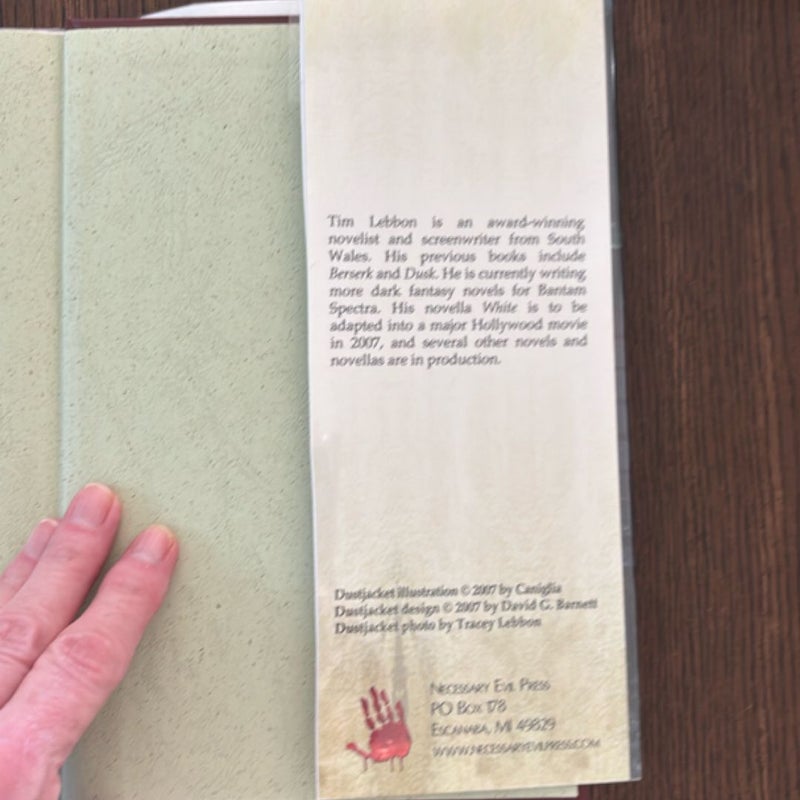 Tim Lebbon is an award-winning
novelist and screenwriter from South
Wales. His previous books include
Berserk and Dusk. He is currently writing
more dark fantasy novels for Bantam
Spectra. His novella White is to be
adapted into a major Hollywood movie
in 2007, and several other novels and
novellas are in production.
Dustjacket illustration © 2007 by Caniglia
Dustjacket design © 2007 by David G. Barnett
Dustjacket photo by Tracey Lebbon
Necessary Evil Press
PO Box 178
Escanaba, MI 49829
www.necessaryevilpress.com